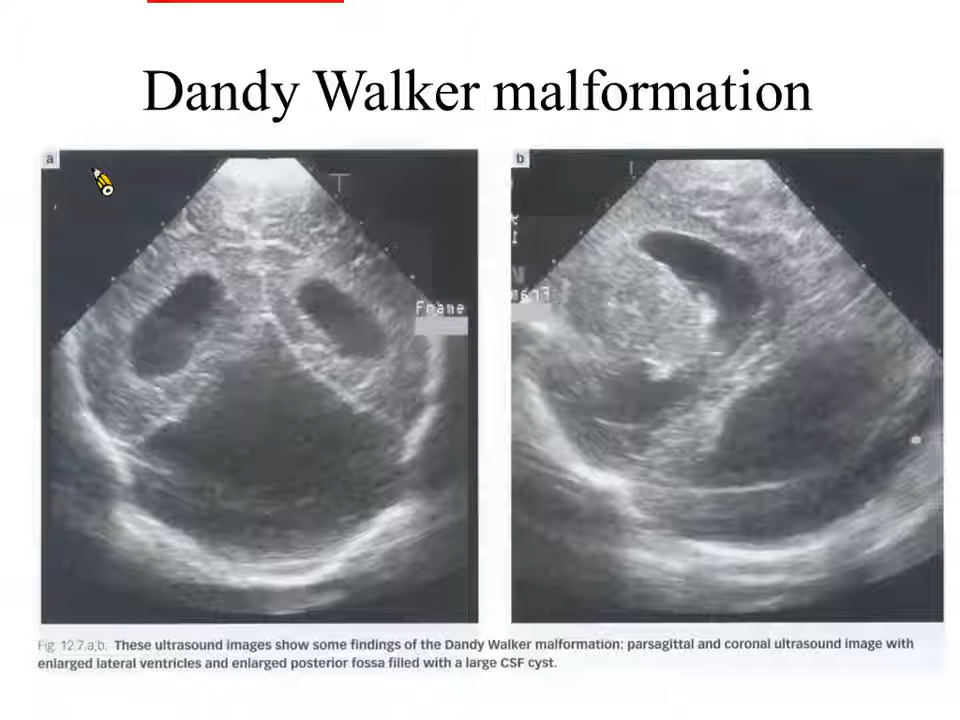 Dandy Walker malformation
a
b
Frame
Fig 12.7.a;b. These ultrasound images show some findings of the Dandy Walker malformation: parsagittal and coronal ultrasound image with
enlarged lateral ventricles and enlarged posterior fossa filled with a large CSF cyst.